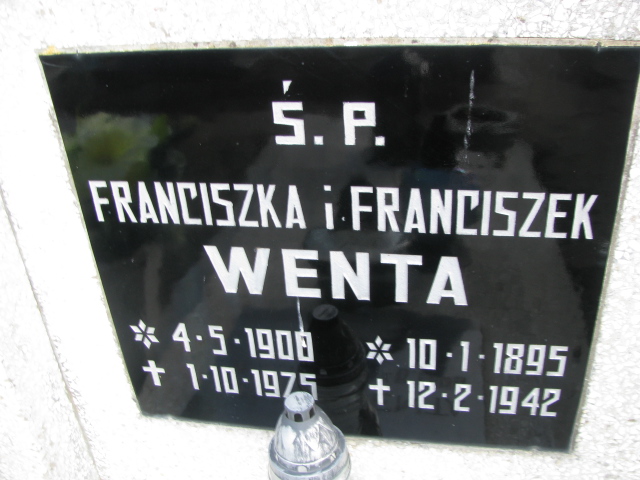 Ś. P.
FRANCISZKA i FRANCISZEK
WENTA
* 4·5·1900 * 10·1·1895
† 1·10·1975 † 12·2·1942